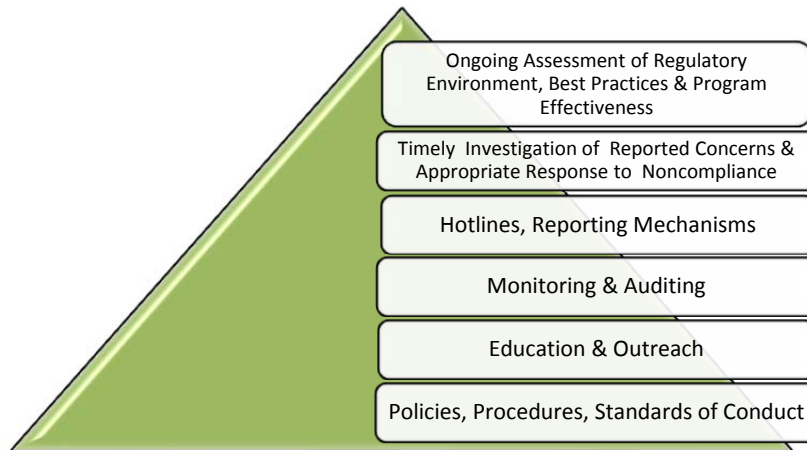 Ongoing Assessment of Regulatory
Environment, Best Practices & Program
Effectiveness
Timely Investigation of Reported Concerns &
Appropriate Response to Noncompliance
Hotlines, Reporting Mechanisms
Monitoring & Auditing
Education & Outreach
Policies, Procedures, Standards of Conduct